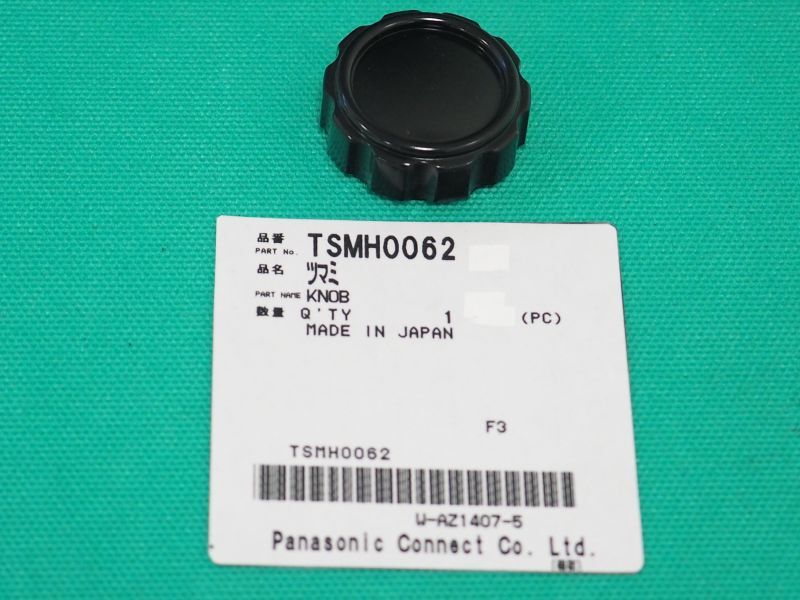 品番 TSMH0062
PART No.
品名 ツマミ
PART NAME KNOB
数量 Q'TY 1 (PC)
MADE IN JAPAN
F3
TSMH0062
W-AZ1407-5
Panasonic Connect Co. Ltd.